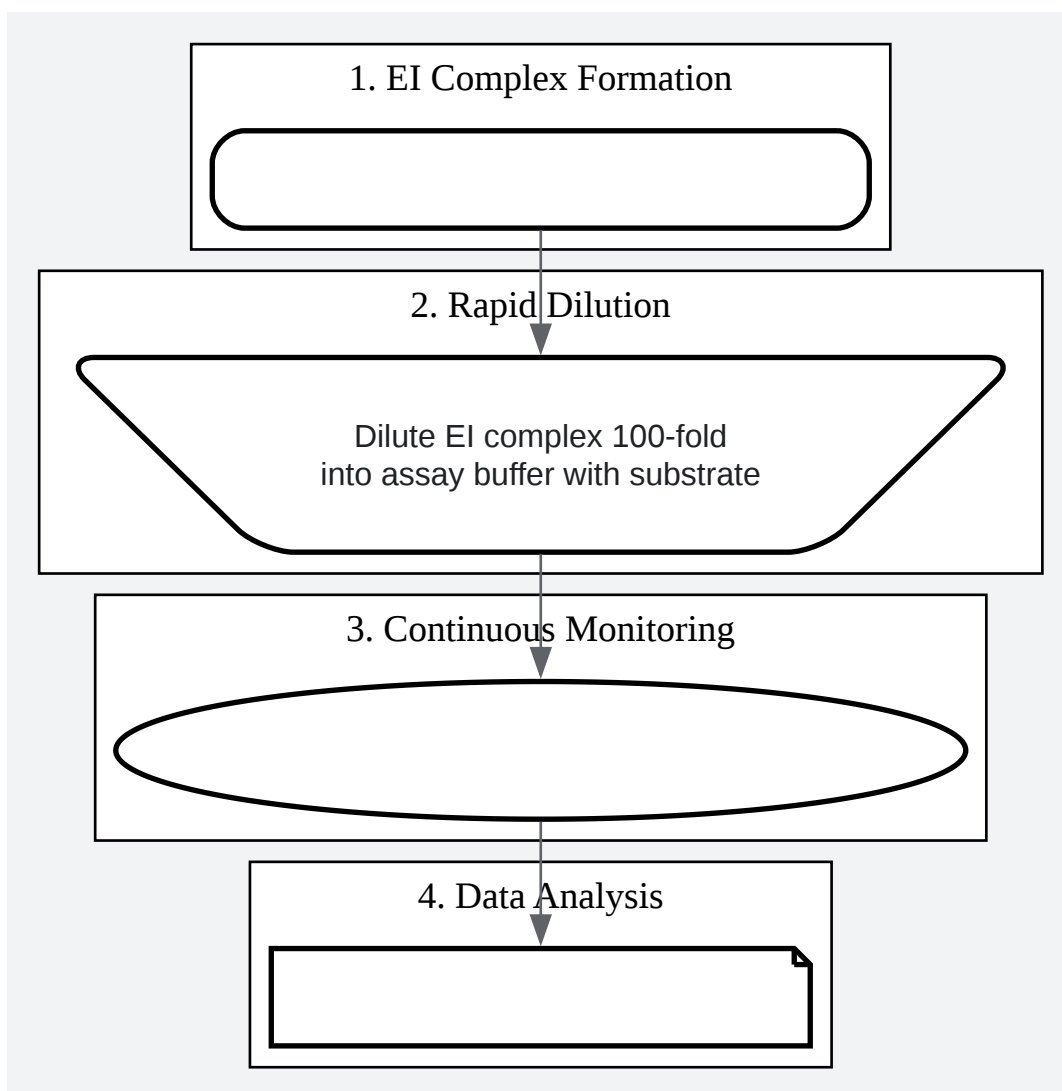 1. EI Complex Formation
2. Rapid Dilution
Dilute EI complex 100-fold
into assay buffer with substrate
3. Continuous Monitoring
4. Data Analysis